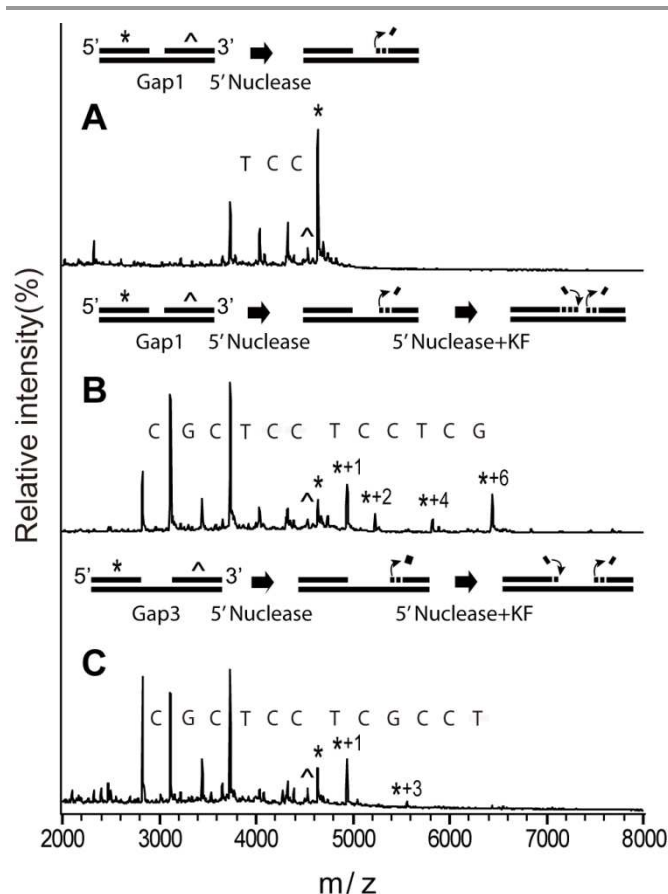 5' * ^ 3'
Gap1 5' Nuclease
A
*
T C C
^
5' * ^ 3'
Gap1 5' Nuclease 5' Nuclease+KF
B
C G C T C C T C C T C G
^ * *+1 *+2 *+4 *+6
5' * ^ 3'
Gap3 5' Nuclease 5' Nuclease+KF
C
C G C T C C T C G C C T
^ * *+1 *+3
2000 3000 4000 5000 6000 7000 8000
m/z
Relative intensity(%)